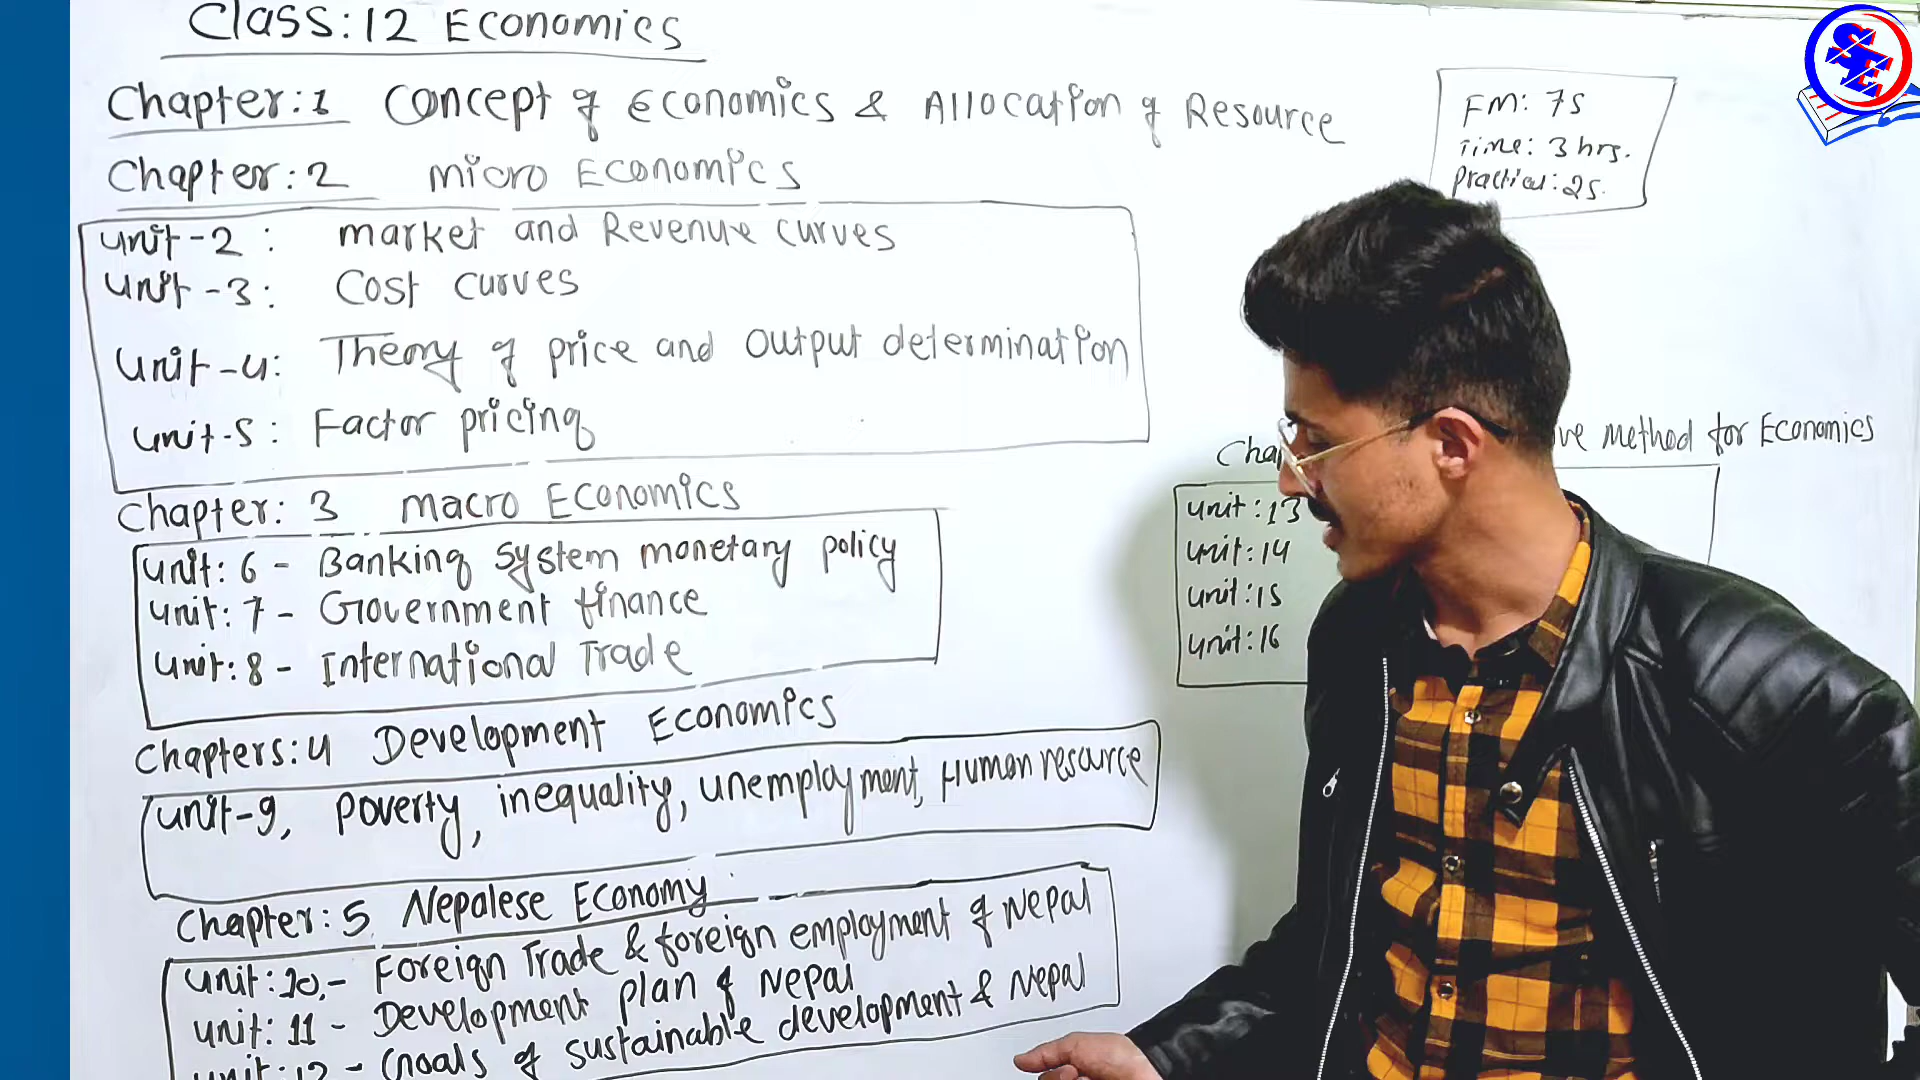 Class: 12 Economics
Chapter: 1 Concept of Economics & Allocation of Resource
Chapter: 2 micro Economics
unit-2 : market and Revenue curves
unit-3: Cost curves
unit-4: Theory of price and output determination
unit-5: Factor pricing
Chapter: 3 macro Economics
unit: 6 - Banking system monetary policy
unit: 7 - Government finance
unit: 8 - International Trade
Chapters: 4 Development Economics
unit-9, poverty, inequality, unemployment, Human resource
Chapter: 5 Nepalese Economy
unit: 10.- Foreign Trade & foreign employment of Nepal
unit: 11 - Development plan of Nepal
unit: 12 - Goals of sustainable development & Nepal
FM: 75
Time: 3 hrs.
Practical: 25.
method for Economics
unit: 13
unit: 14
unit: 15
unit: 16